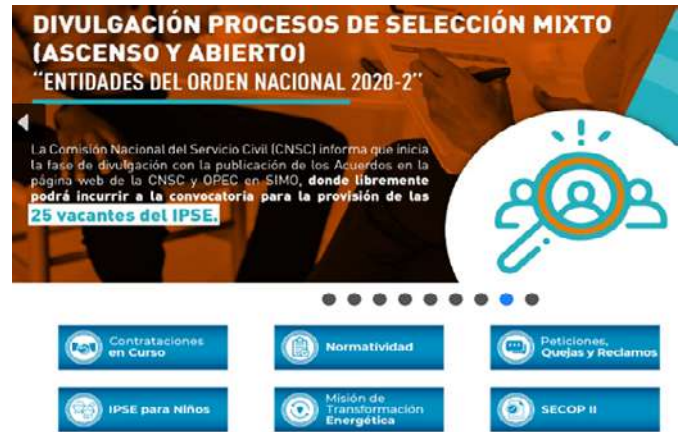 DIVULGACIÓN PROCESOS DE SELECCIÓN MIXTO
(ASCENSO Y ABIERTO)
“ENTIDADES DEL ORDEN NACIONAL 2020-2”
La Comisión Nacional del Servicio Civil (CNSC) informa que inicia
la fase de divulgación con la publicación de los Acuerdos en la
página web de la CNSC y OPEC en SIMO, donde libremente
podrá incurrir a la convocatoria para la provisión de las
25 vacantes del IPSE.
Contrataciones
en Curso
Normatividad
Peticiones,
Quejas y Reclamos
IPSE para Niños
Misión de
Transformación
Energética
SECOP II